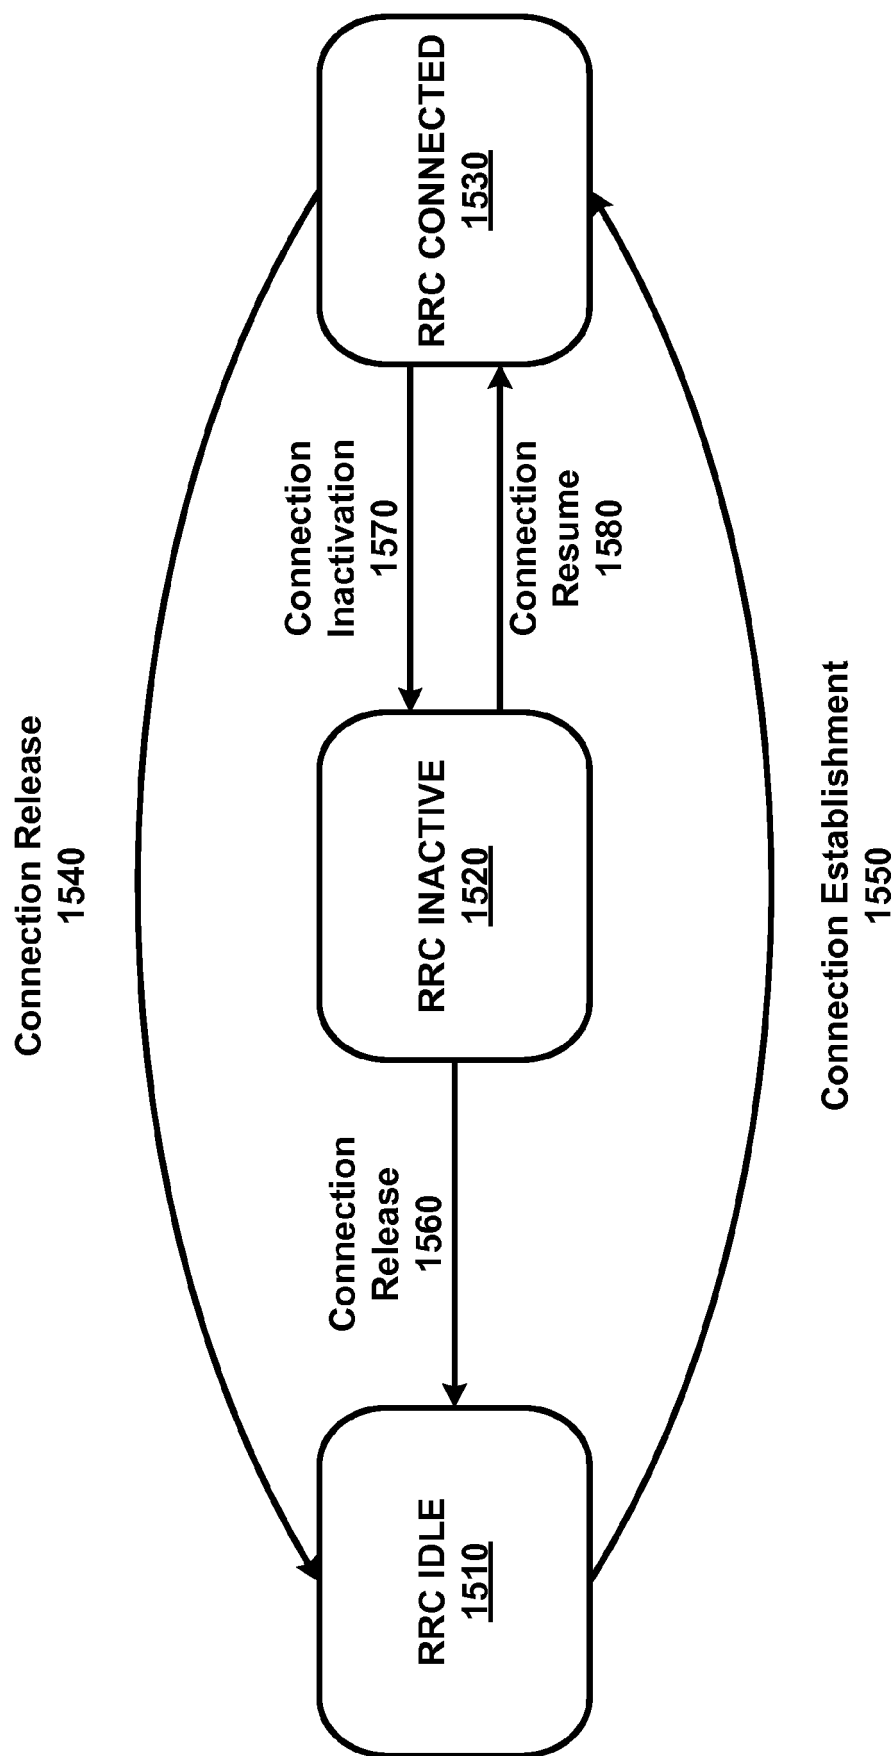 Connection Release
1540
RRC IDLE
1510
Connection
Release
1560
RRC INACTIVE
1520
Connection
Inactivation
1570
Connection
Resume
1580
RRC CONNECTED
1530
Connection Establishment
1550